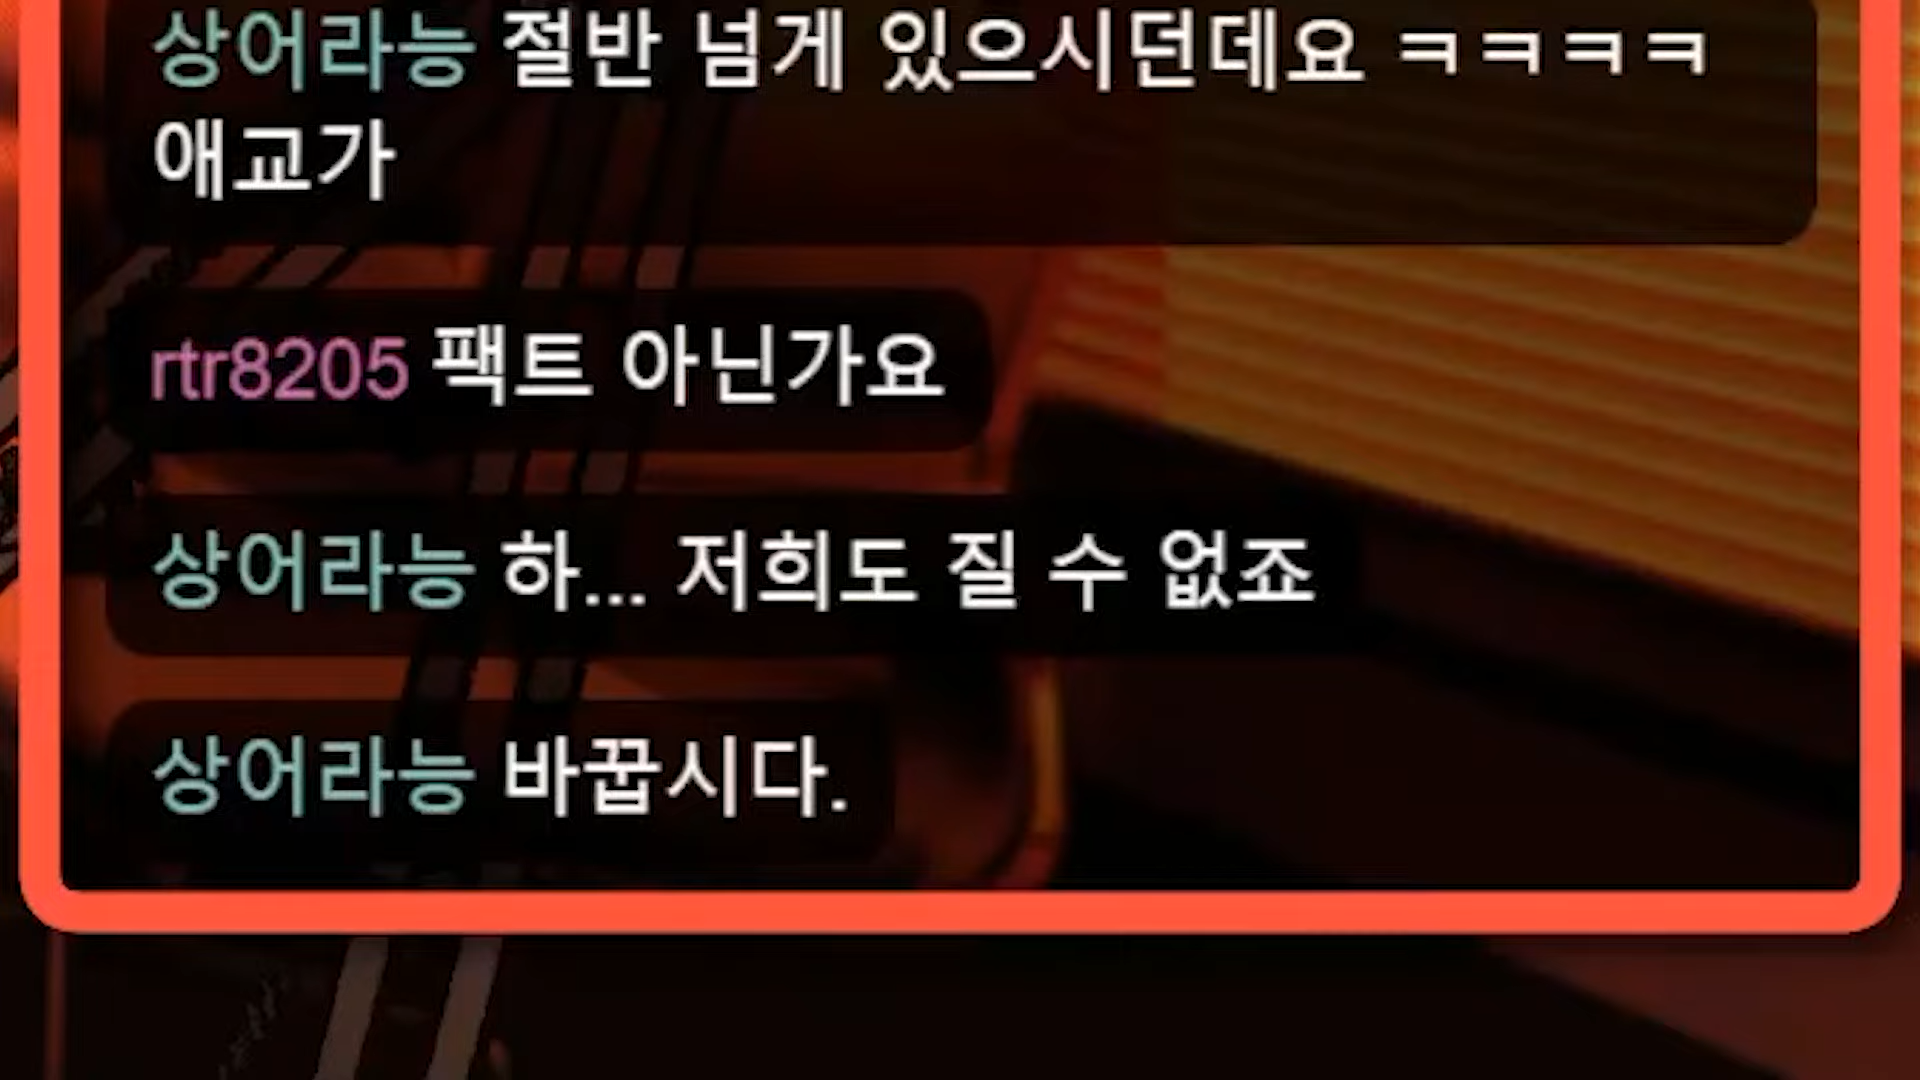 상어라능 절반 넘게 있으시던데요 ㅋㅋㅋㅋ
애교가
rtr8205 팩트 아닌가요
상어라능 하... 저희도 질 수 없죠
상어라능 바꿉시다.